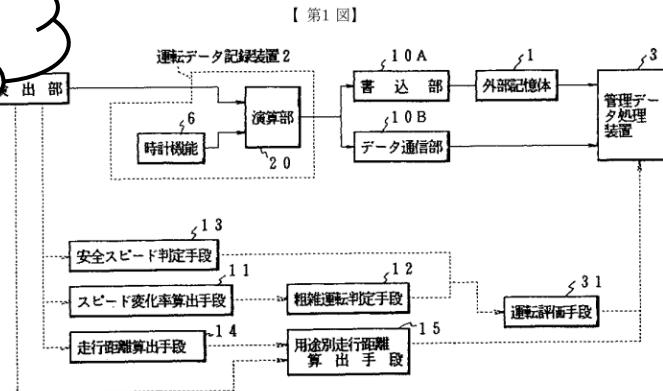 【 第1 図】
運転データ記録装置2
10A
1
3
出 部
6
時計機能
演算部
20
書 込 部
外部記憶体
管理デー
タ処理
装置
10B
データ通信部
13
安全スピード判定手段
11
スピード変化率算出手段
12
粗雑運転判定手段
31
運転評価手段
14
走行距離算出手段
15
用途別走行距離
算 出 手 段